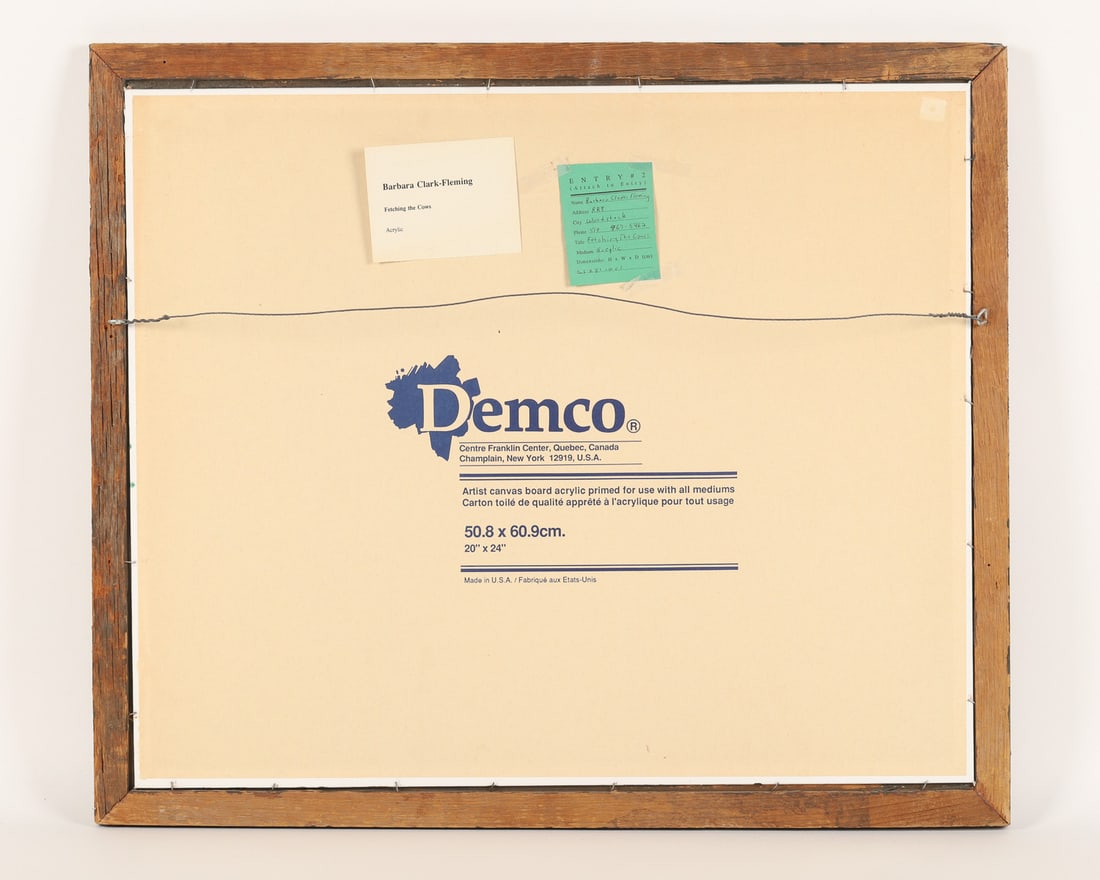 Barbara Clark-Fleming
Fetching the Cows
Acrylic
ENTRY # 2
(Attach to Entry)
Name Barbara Clark-Fleming
Address RR8
City Woodstock
Phone
Title Fetching the Cows
Medium Acrylic
Dimensions: H x W x D (cm)
Demco®
Centre Franklin Center, Quebec, Canada
Champlain, New York 12919, U.S.A.
Artist canvas board acrylic primed for use with all mediums
Carton toilé de qualité apprêté à l'acrylique pour tout usage
50.8 x 60.9cm.
20" x 24"
Made in U.S.A. / Fabriqué aux Etats-Unis